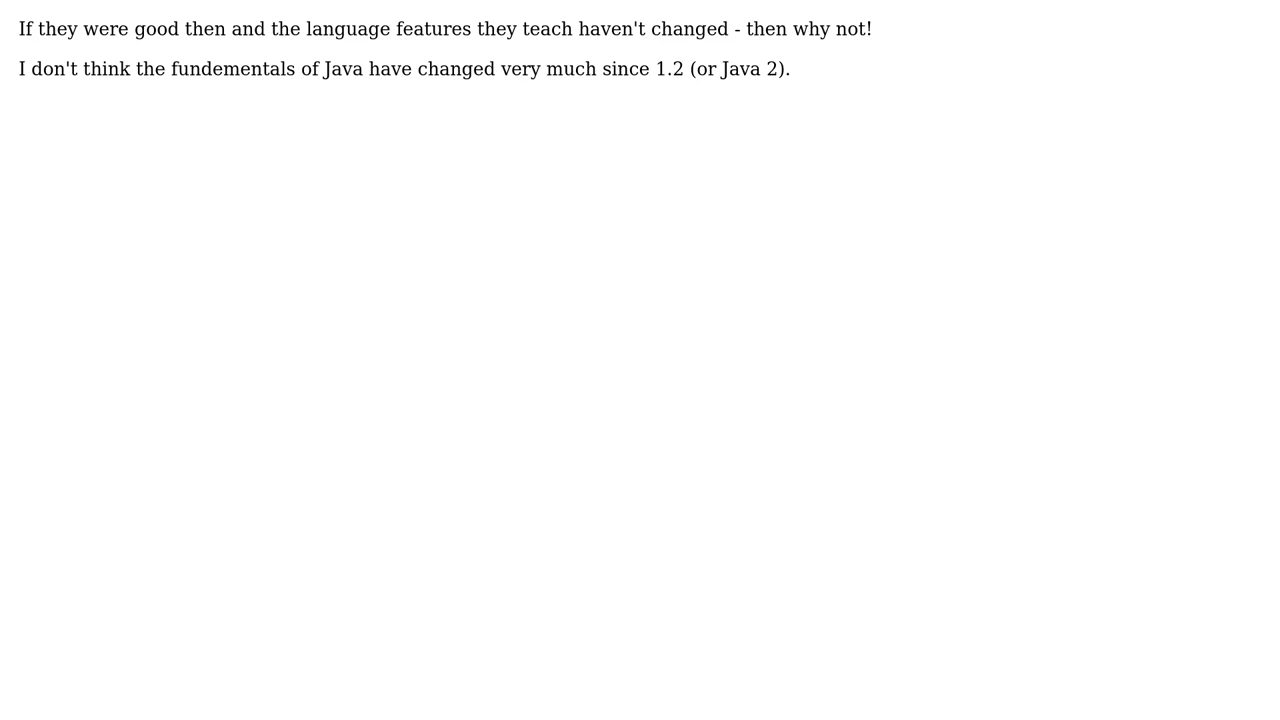 If they were good then and the language features they teach haven't changed - then why not!
I don't think the fundementals of Java have changed very much since 1.2 (or Java 2).